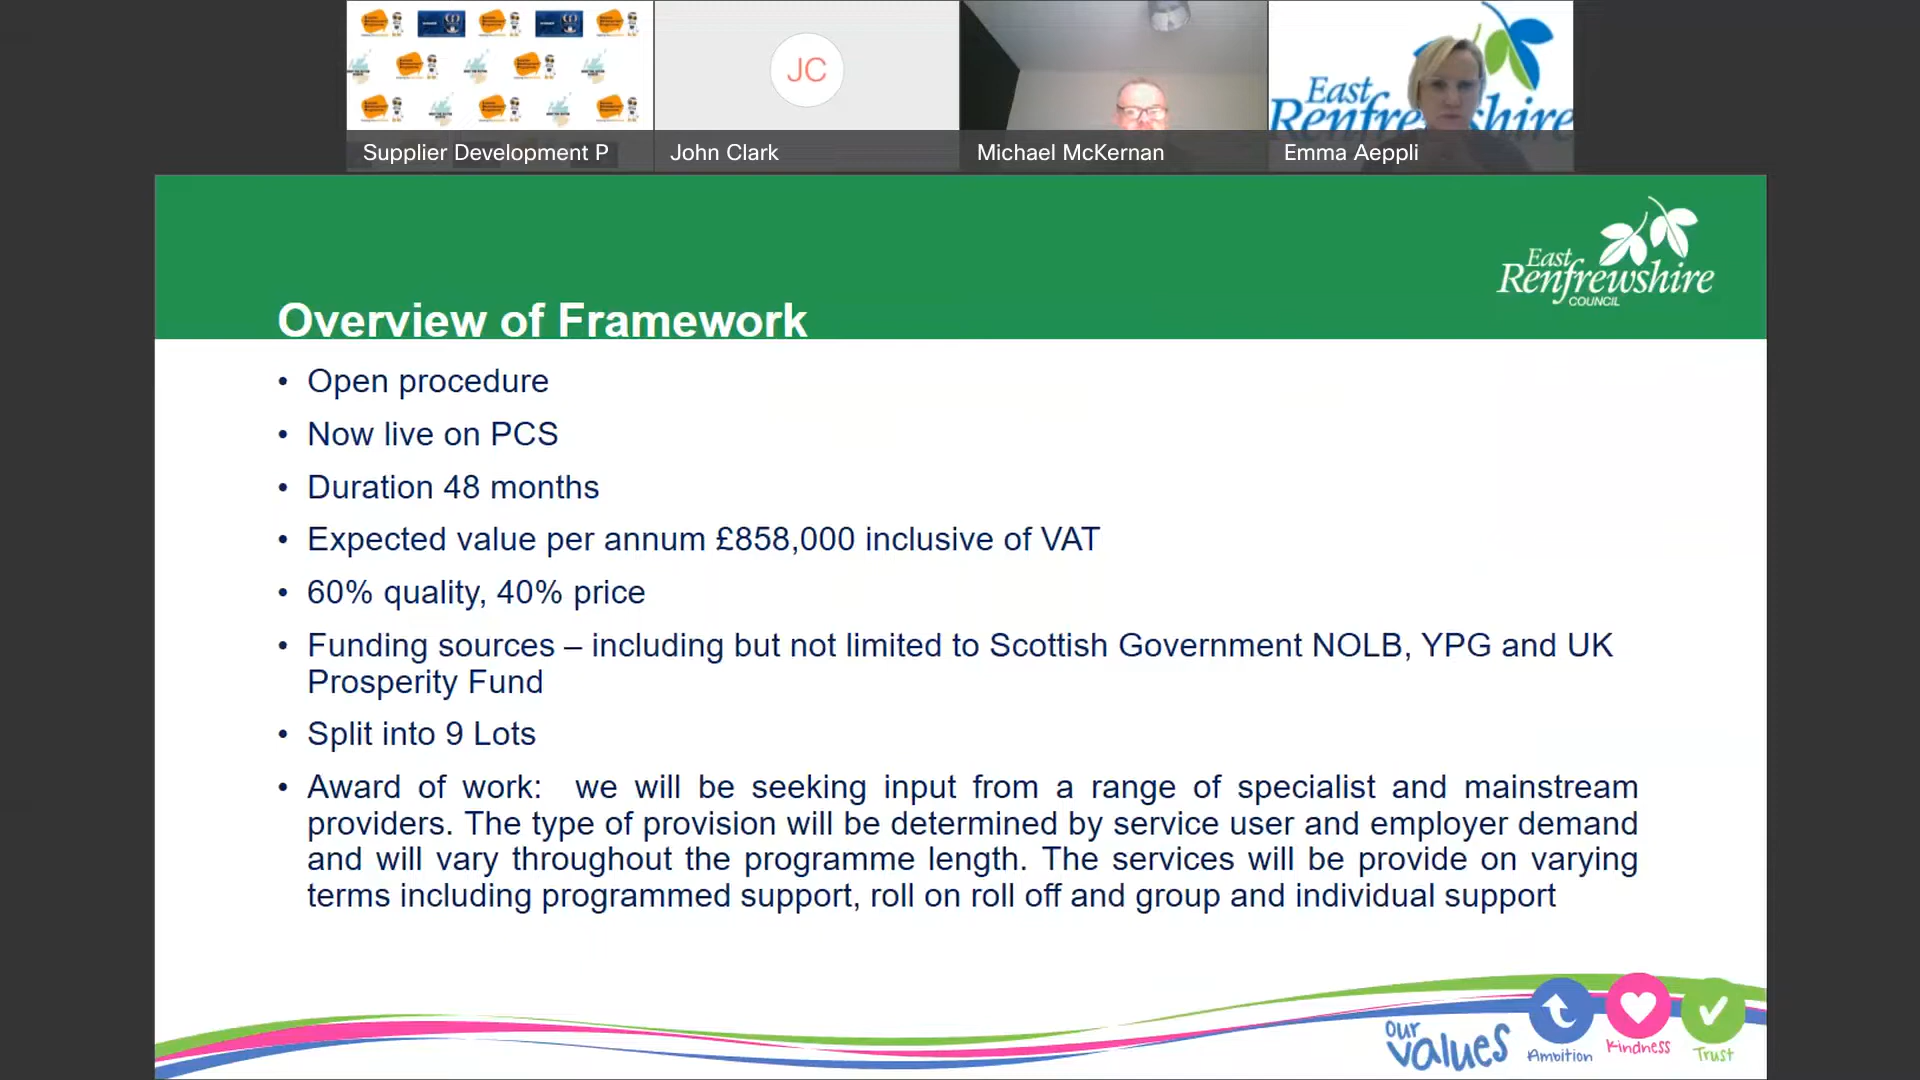 Supplier Development P
JC
John Clark
Michael McKernan
East
Renfrewshire
Emma Aeppli
East
Renfrewshire
COUNCIL
Overview of Framework
• Open procedure
• Now live on PCS
• Duration 48 months
• Expected value per annum £858,000 inclusive of VAT
• 60% quality, 40% price
• Funding sources – including but not limited to Scottish Government NOLB, YPG and UK
Prosperity Fund
• Split into 9 Lots
• Award of work: we will be seeking input from a range of specialist and mainstream
providers. The type of provision will be determined by service user and employer demand
and will vary throughout the programme length. The services will be provide on varying
terms including programmed support, roll on roll off and group and individual support
our
values
Ambition
Kindness
Trust